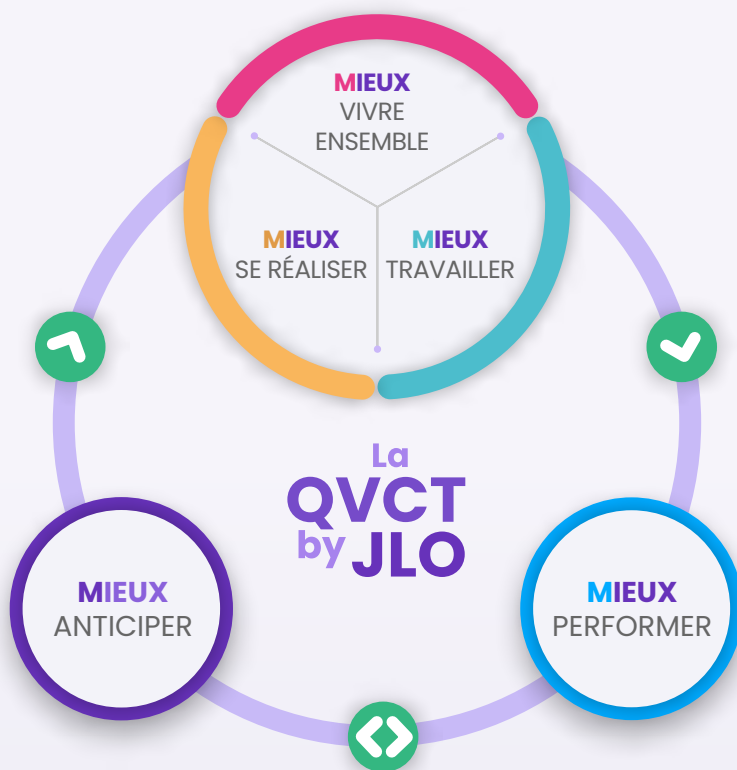 MIEUX
VIVRE
ENSEMBLE
MIEUX
SE RÉALISER
MIEUX
TRAVAILLER
La
QVCT
by JLO
MIEUX
ANTICIPER
MIEUX
PERFORMER